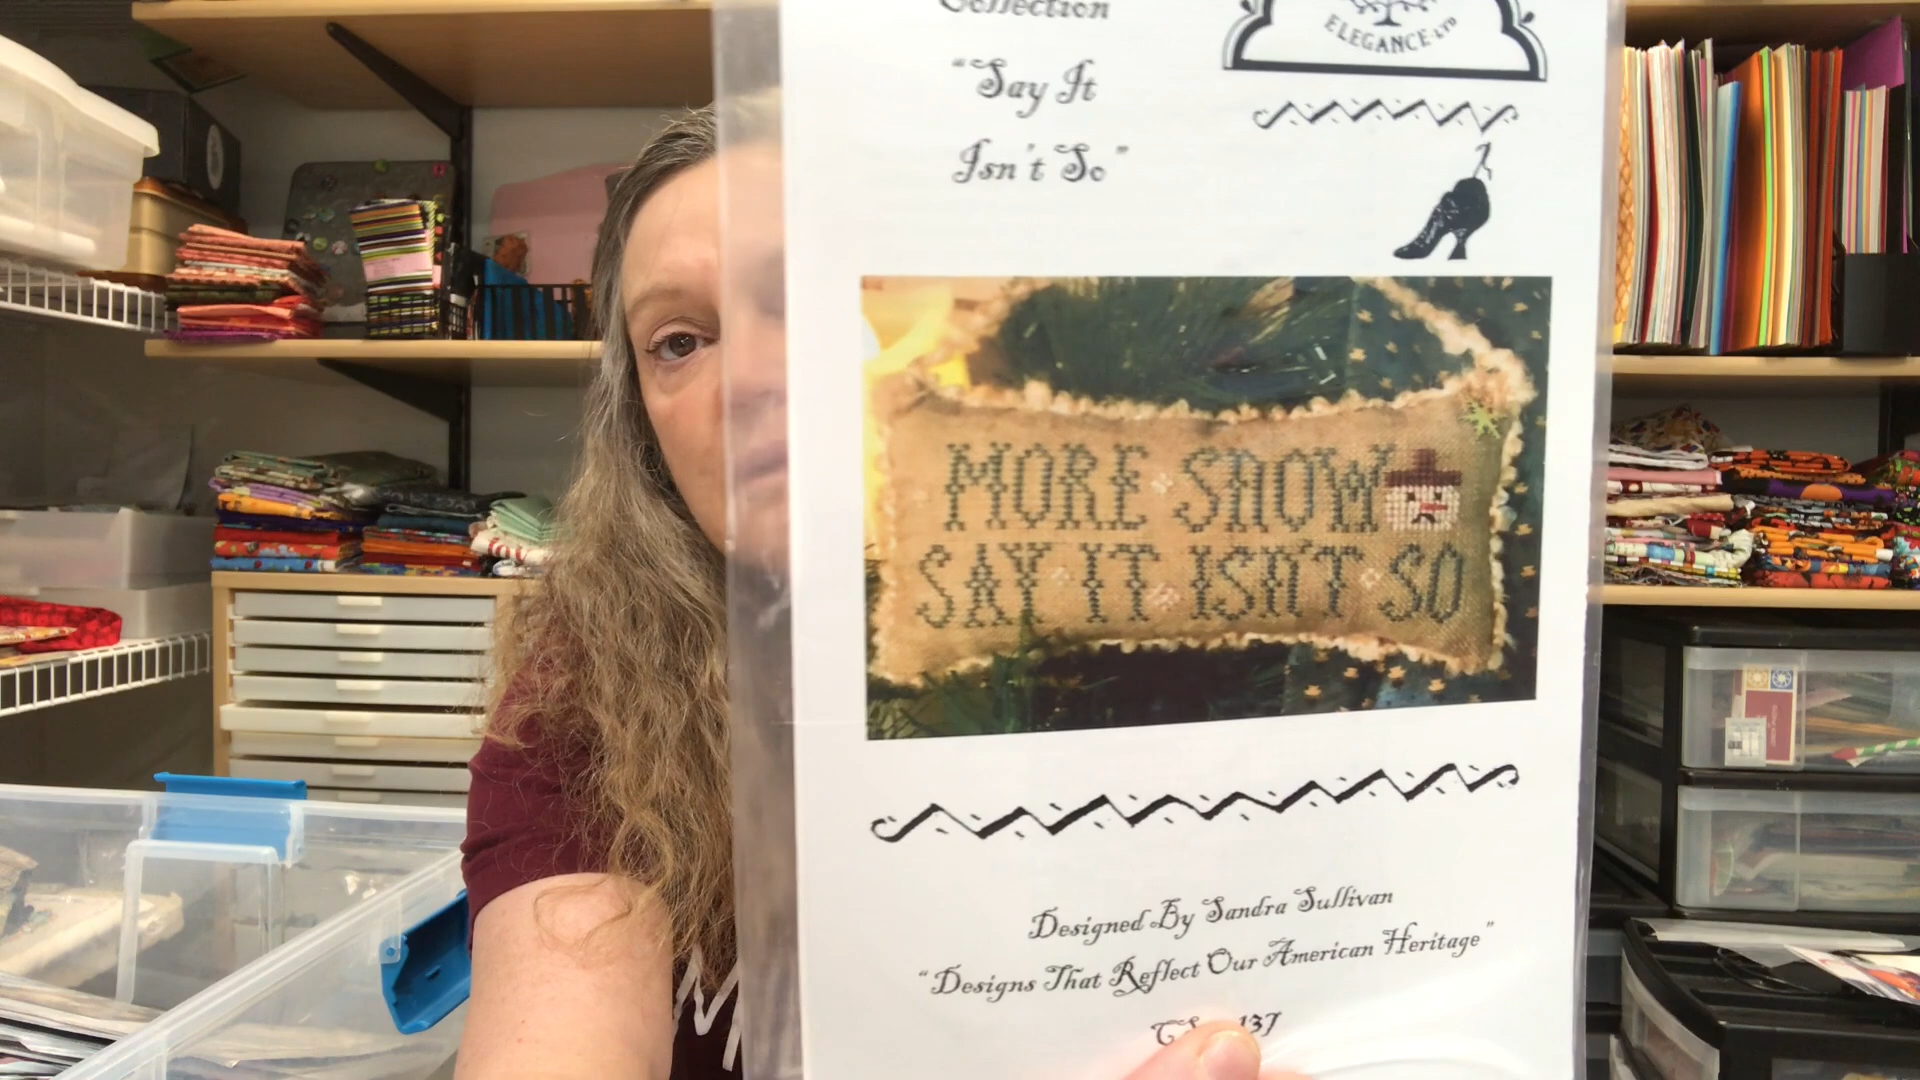 Collection
"Say It
Isn't So"
ELEGANCE LTD
MORE SNOW
SAY IT ISN'T SO
Designed By Sandra Sullivan
"Designs That Reflect Our American Heritage"
137